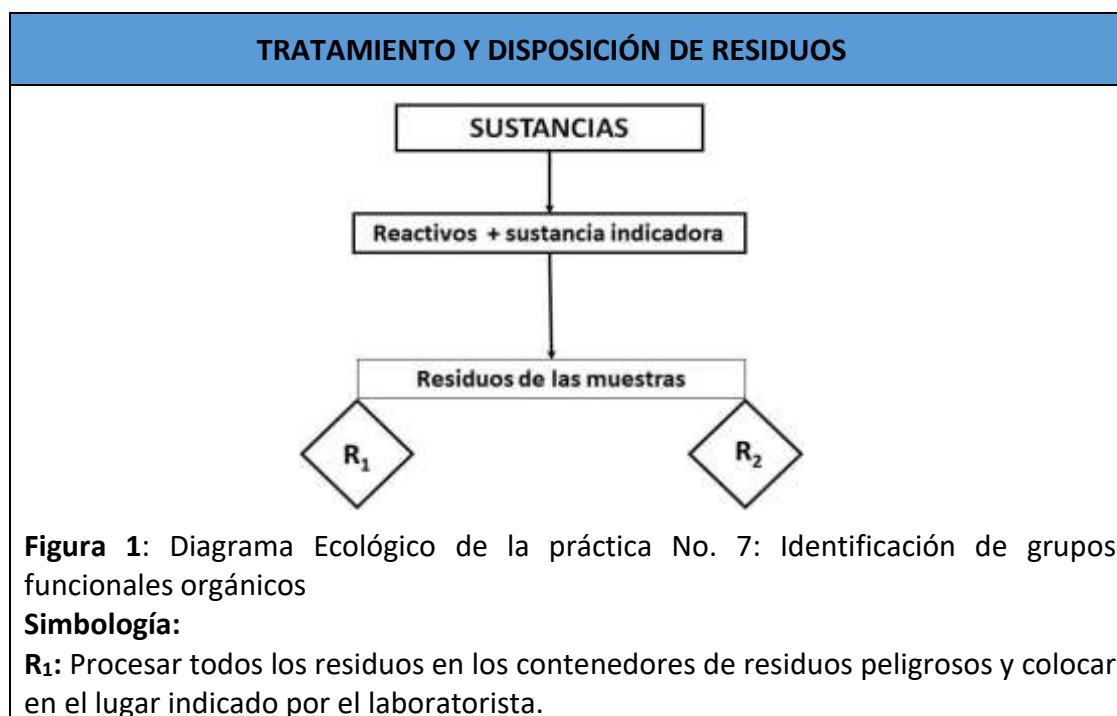 TRATAMIENTO Y DISPOSICIÓN DE RESIDUOS
SUSTANCIAS
Reactivos + sustancia indicadora
Residuos de las muestras
R₁
R₂
Figura 1: Diagrama Ecológico de la práctica No. 7: Identificación de grupos
funcionales orgánicos
Simbología:
R₁: Procesar todos los residuos en los contenedores de residuos peligrosos y colocar
en el lugar indicado por el laboratorista.